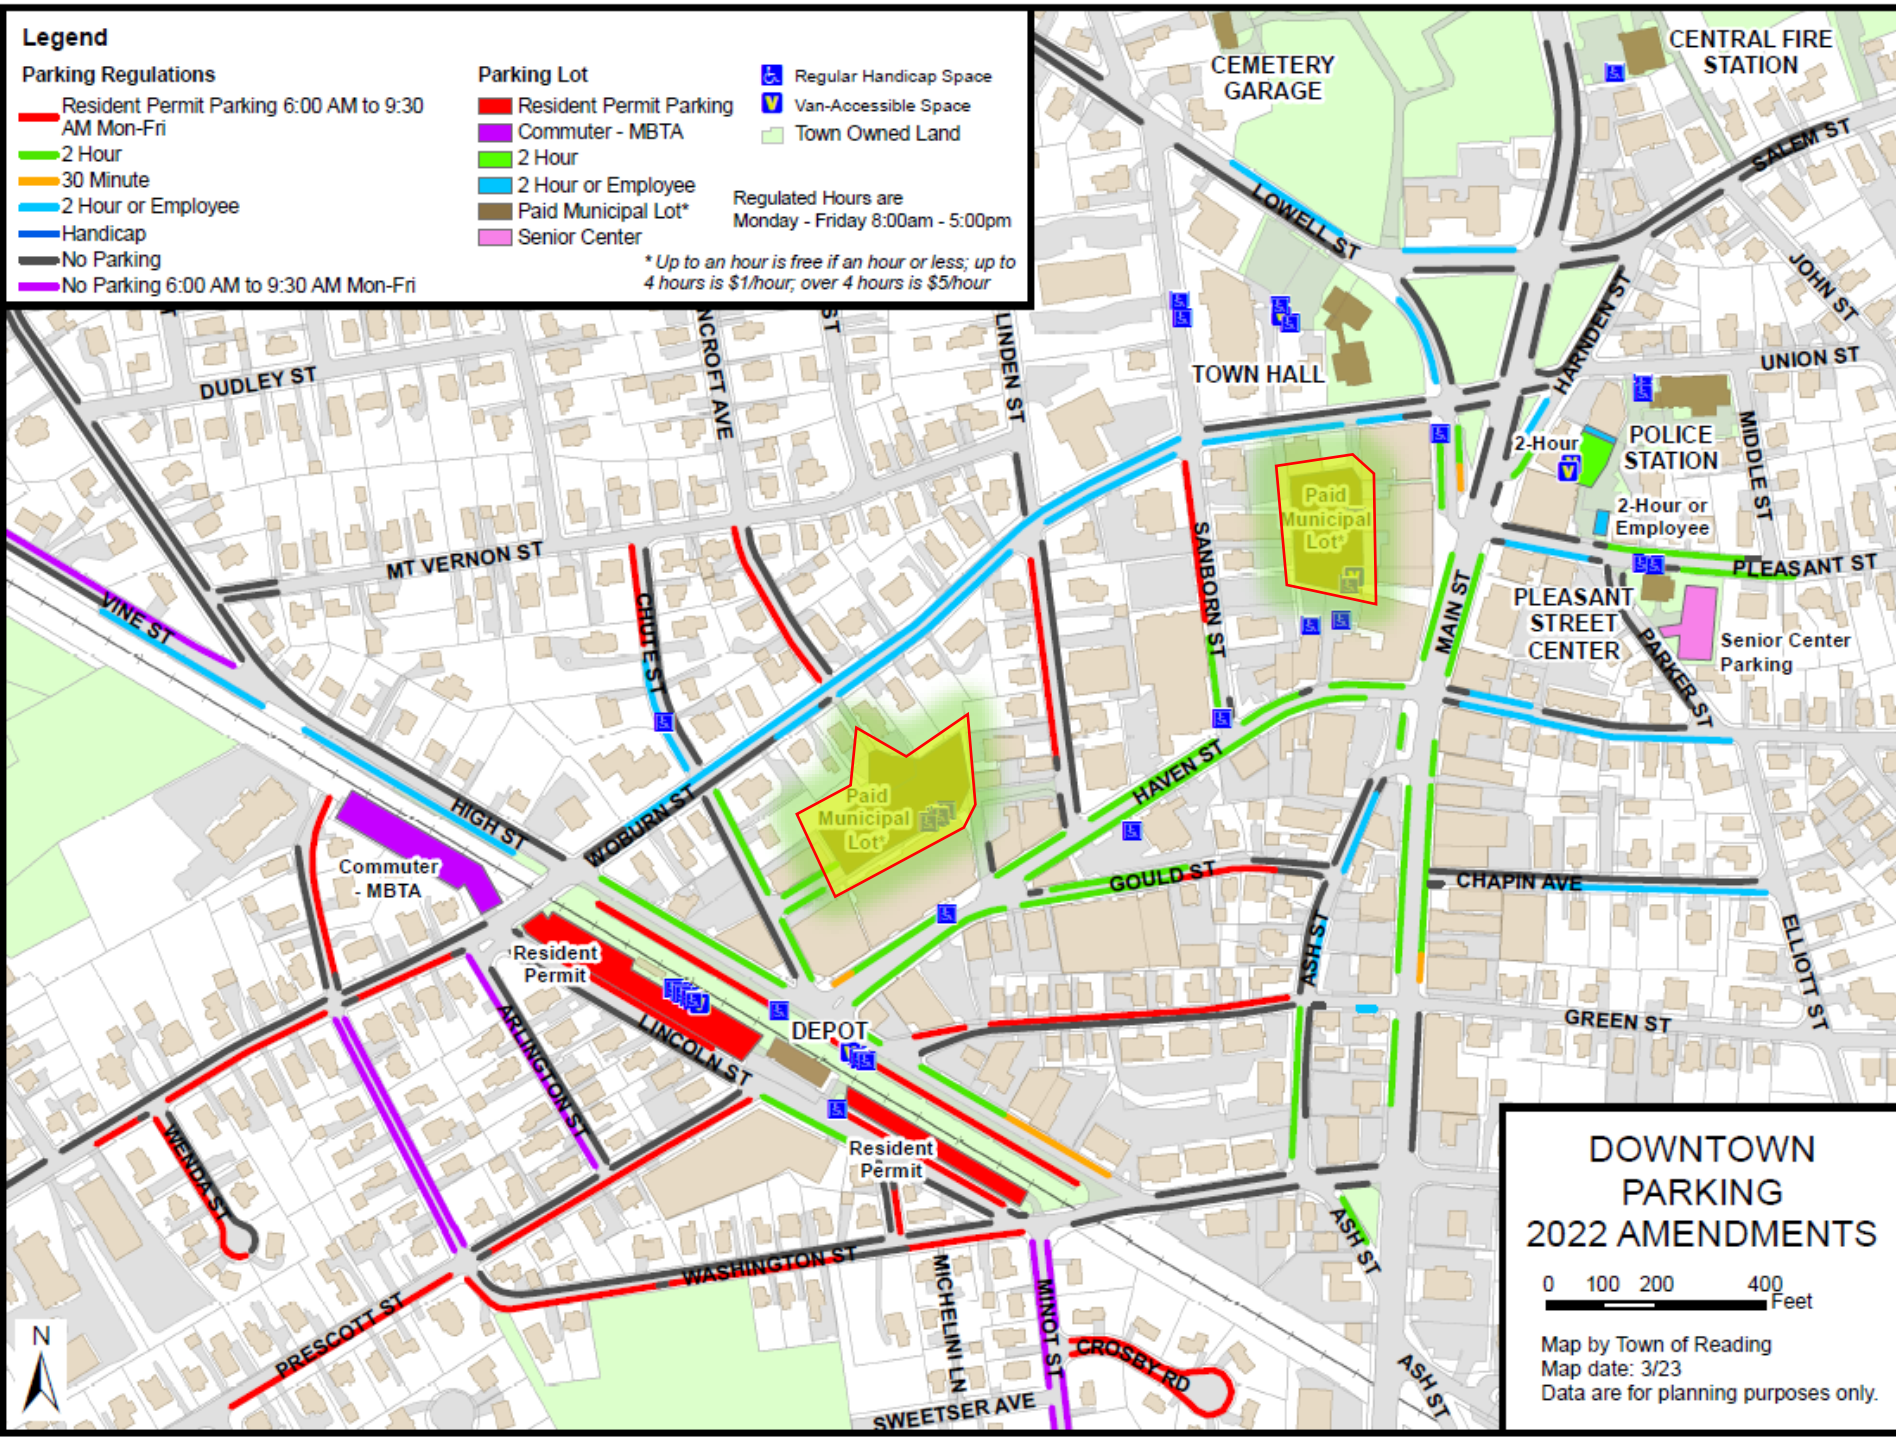 Legend
Parking Regulations
Resident Permit Parking 6:00 AM to 9:30
AM Mon-Fri
2 Hour
30 Minute
2 Hour or Employee
Handicap
No Parking
No Parking 6:00 AM to 9:30 AM Mon-Fri
Parking Lot
Resident Permit Parking
Commuter - MBTA
2 Hour
2 Hour or Employee
Paid Municipal Lot*
Senior Center
Regular Handicap Space
Van-Accessible Space
Town Owned Land
Regulated Hours are
Monday - Friday 8:00am - 5:00pm
* Up to an hour is free if an hour or less; up to
4 hours is $1/hour; over 4 hours is $5/hour
CEMETERY
GARAGE
CENTRAL FIRE
STATION
SALEM ST
LOWELL ST
JOHN ST
HARNDEN ST
UNION ST
TOWN HALL
DUDLEY ST
NCROFT AVE
ST
LINDEN ST
2-Hour
POLICE
STATION
MIDDLE ST
2-Hour or
Employee
PLEASANT ST
Paid
Municipal
Lot*
SANBORN ST
MAIN ST
PLEASANT
STREET
CENTER
PARKER ST
Senior Center
Parking
MT VERNON ST
CHUTE ST
VINE ST
HIGH ST
WOBURN ST
HAVEN ST
Paid
Municipal
Lot*
Commuter
- MBTA
GOULD ST
CHAPIN AVE
ELLIOTT ST
Resident
Permit
ASH ST
LINCOLN ST
ARLINGTON ST
DEPOT
GREEN ST
WENDA ST
Resident
Permit
WASHINGTON ST
MICHELINI LN
MINOT ST
CROSBY RD
PRESCOTT ST
SWEETSER AVE
ASH ST
ASH ST
N
DOWNTOWN
PARKING
2022 AMENDMENTS
0 100 200 400
Feet
Map by Town of Reading
Map date: 3/23
Data are for planning purposes only.